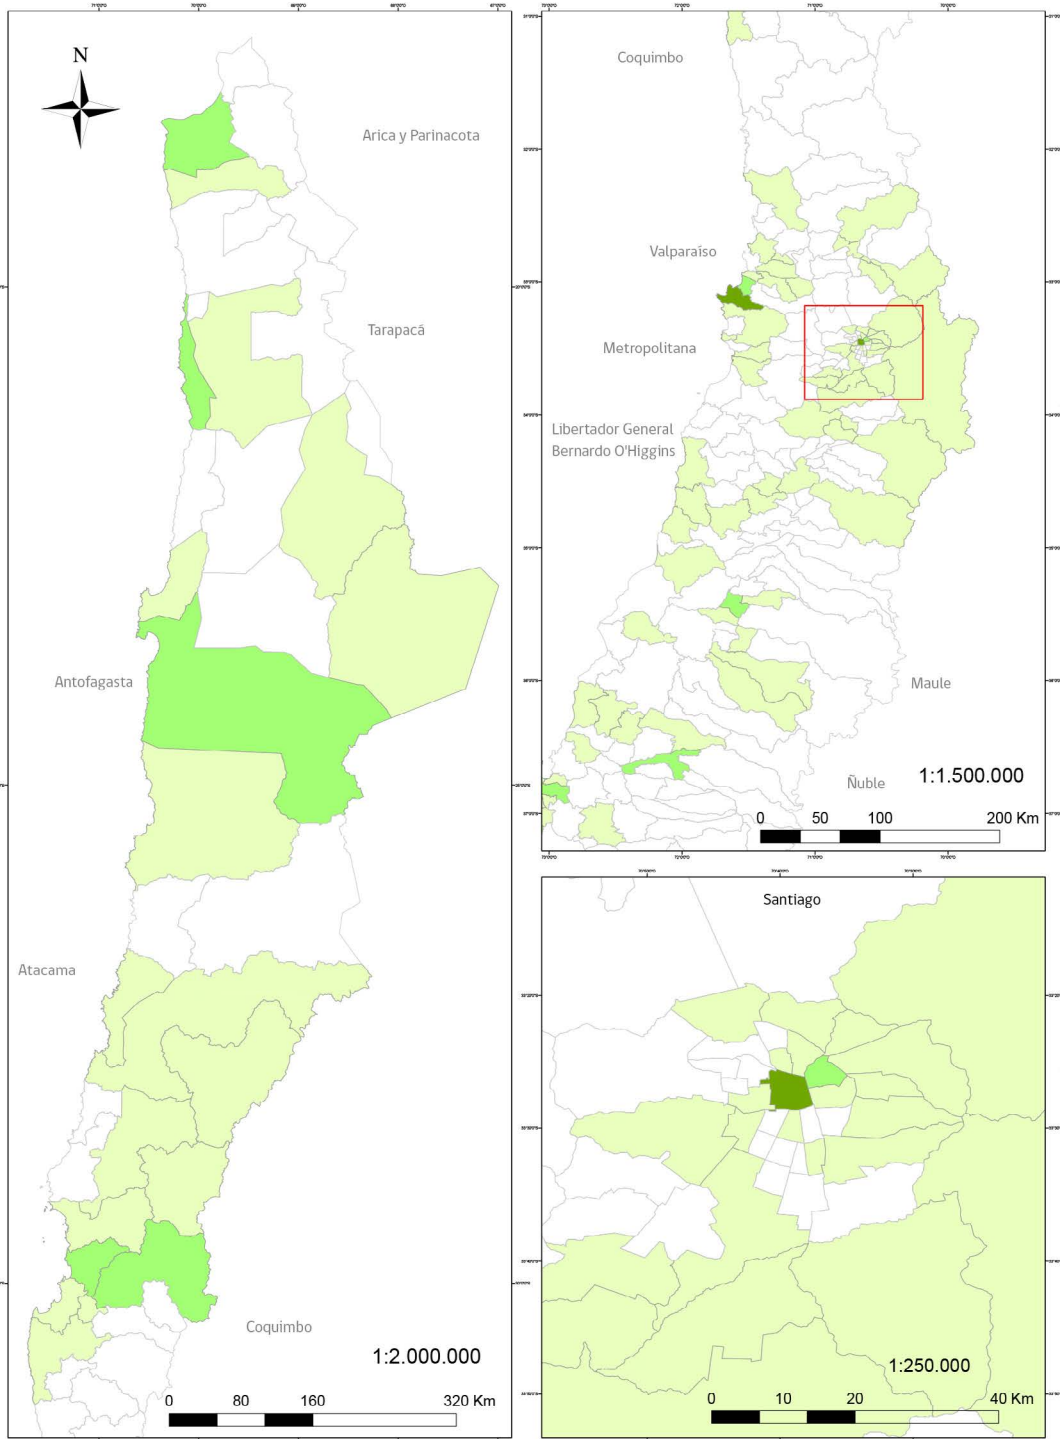 N
Arica y Parinacota
Tarapacá
Antofagasta
Atacama
Coquimbo
1:2.000.000
0 80 160 320 Km
Coquimbo
Valparaíso
Metropolitana
Libertador General
Bernardo O'Higgins
Maule
Ñuble
1:1.500.000
0 50 100 200 Km
Santiago
1:250.000
0 10 20 40 Km